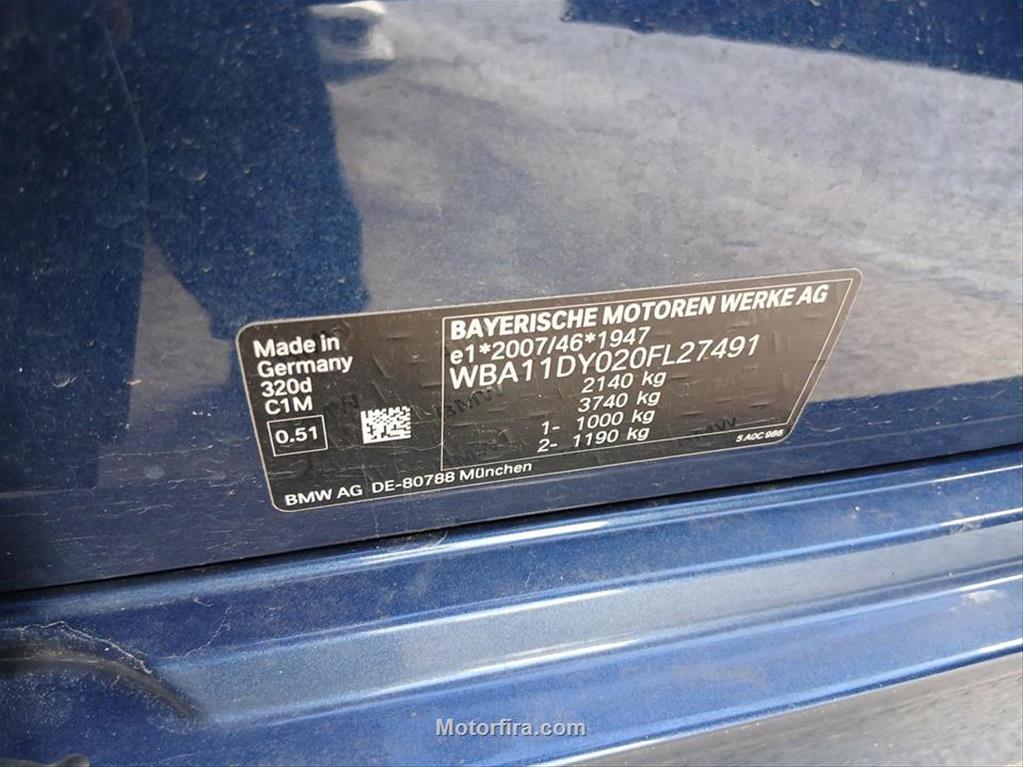 Made in
Germany
320d
C1M
0.51
BAYERISCHE MOTOREN WERKE AG
e1*2007/46*1947
WBA11DY020FL27491
2140 kg
3740 kg
1- 1000 kg
2- 1190 kg
5 A0C 986
BMW AG DE-80788 München
Motorfira.com